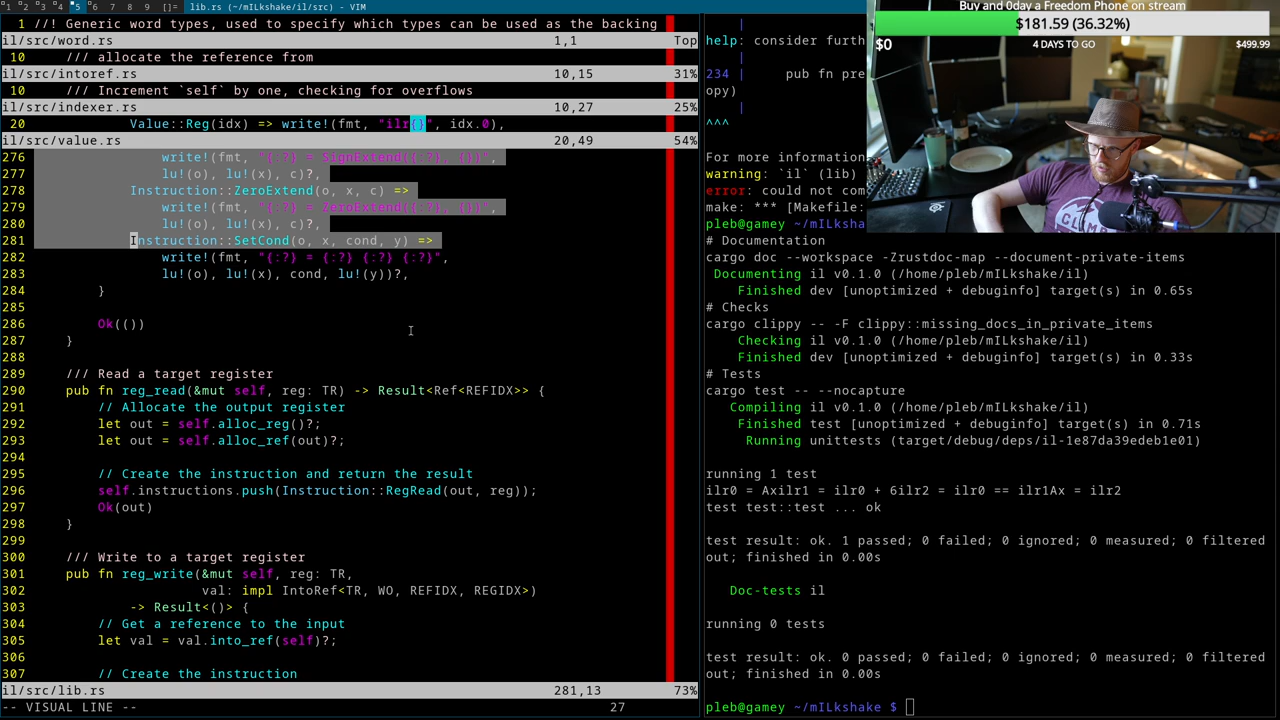 1 2 3 4 5 6 7 8 9 []= lib.rs (~/mILkshake/il/src) - VIM
1 //! Generic word types, used to specify which types can be used as the backing
il/src/word.rs 1,1 Top
10 /// allocate the reference from
il/src/intoref.rs 10,15 31%
10 /// Increment `self` by one, checking for overflows
il/src/indexer.rs 10,27 25%
20 Value::Reg(idx) => write!(fmt, "ilr{}", idx.0),
il/src/value.rs 20,49 54%
276 write!(fmt, "{:?} = SignExtend({:?}, {})",
277 lu!(o), lu!(x), c)?,
278 Instruction::ZeroExtend(o, x, c) =>
279 write!(fmt, "{:?} = ZeroExtend({:?}, {})",
280 lu!(o), lu!(x), c)?,
281 Instruction::SetCond(o, x, cond, y) =>
282 write!(fmt, "{:?} = {:?} {:?} {:?}",
283 lu!(o), lu!(x), cond, lu!(y))?,
284 }
285
286 Ok(())
287 }
288
289 /// Read a target register
290 pub fn reg_read(&mut self, reg: TR) -> Result<Ref<REFIDX>> {
291 // Allocate the output register
292 let out = self.alloc_reg()?;
293 let out = self.alloc_ref(out)?;
294
295 // Create the instruction and return the result
296 self.instructions.push(Instruction::RegRead(out, reg));
297 Ok(out)
298 }
299
300 /// Write to a target register
301 pub fn reg_write(&mut self, reg: TR,
302 val: impl IntoRef<TR, WO, REFIDX, REGIDX>)
303 -> Result<()> {
304 // Get a reference to the input
305 let val = val.into_ref(self)?;
306
307 // Create the instruction
il/src/lib.rs 281,13 73%
-- VISUAL LINE -- 27
|
help: consider furth
|
234 | pub fn pre
opy)
|
^^^
For more information
warning: `il` (lib)
error: could not com
make: *** [Makefile:
pleb@gamey ~/mILksha
# Documentation
cargo doc --workspace -Zrustdoc-map --document-private-items
Documenting il v0.1.0 (/home/pleb/mILkshake/il)
Finished dev [unoptimized + debuginfo] target(s) in 0.65s
# Checks
cargo clippy -- -F clippy::missing_docs_in_private_items
Checking il v0.1.0 (/home/pleb/mILkshake/il)
Finished dev [unoptimized + debuginfo] target(s) in 0.33s
# Tests
cargo test -- --nocapture
Compiling il v0.1.0 (/home/pleb/mILkshake/il)
Finished test [unoptimized + debuginfo] target(s) in 0.71s
Running unittests (target/debug/deps/il-1e87da39edeb1e01)
running 1 test
ilr0 = Axilr1 = ilr0 + 6ilr2 = ilr0 == ilr1Ax = ilr2
test test::test ... ok
test result: ok. 1 passed; 0 failed; 0 ignored; 0 measured; 0 filtered
out; finished in 0.00s
Doc-tests il
running 0 tests
test result: ok. 0 passed; 0 failed; 0 ignored; 0 measured; 0 filtered
out; finished in 0.00s
pleb@gamey ~/mILkshake $
Buy and 0day a Freedom Phone on stream
$181.59 (36.32%)
$0 4 DAYS TO GO $499.99